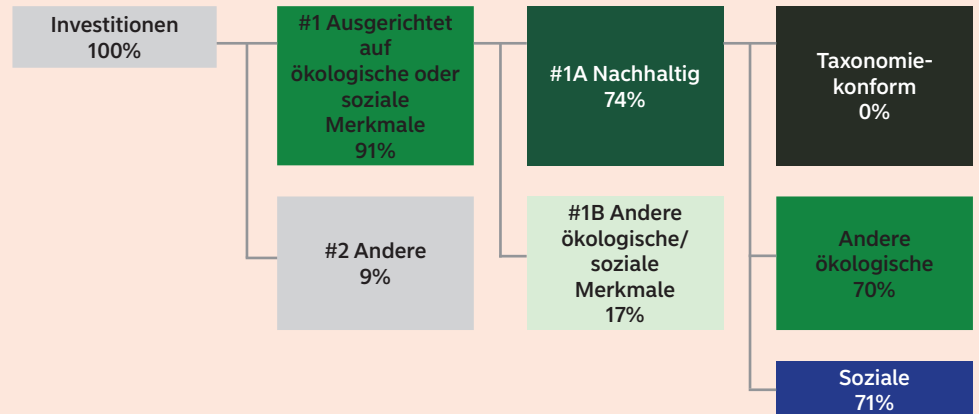 Investitionen
100%
#1 Ausgerichtet
auf
ökologische oder
soziale
Merkmale
91%
#2 Andere
9%
#1A Nachhaltig
74%
#1B Andere
ökologische/
soziale
Merkmale
17%
Taxonomie-
konform
0%
Andere
ökologische
70%
Soziale
71%